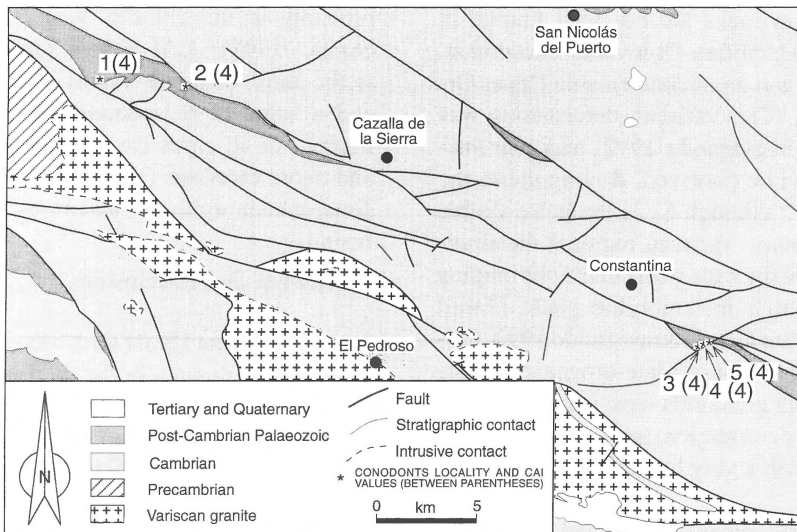 San Nicolás
del Puerto
1(4)
2 (4)
Cazalla de
la Sierra
Constantina
El Pedroso
3 (4)
4 (4)
5 (4)
N
Tertiary and Quaternary
Post-Cambrian Palaeozoic
Cambrian
Precambrian
Variscan granite
Fault
Stratigraphic contact
Intrusive contact
* CONODONTS LOCALITY AND CAI
VALUES (BETWEEN PARENTHESES)
0 km 5